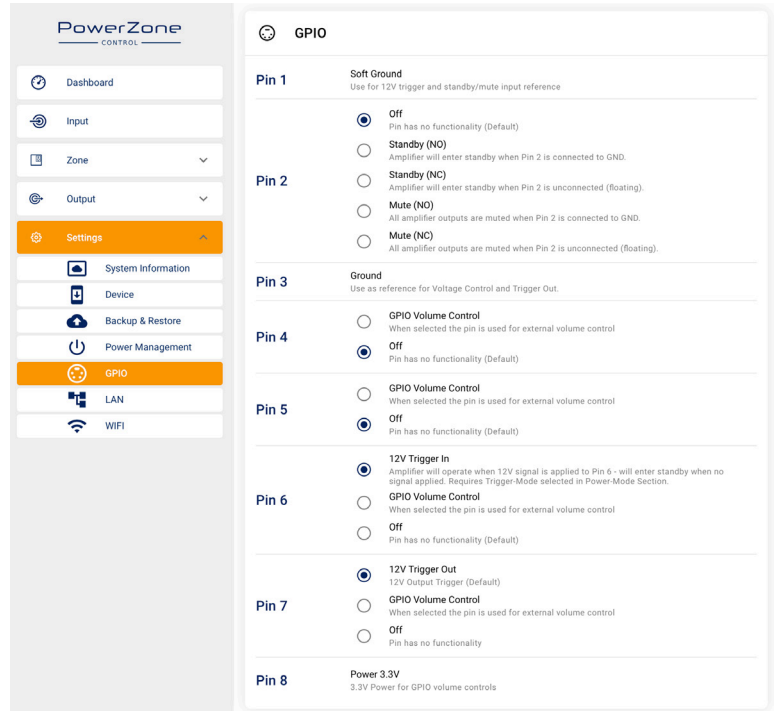 PowerZone
CONTROL
Dashboard
Input
Zone
Output
Settings
System Information
Device
Backup & Restore
Power Management
GPIO
LAN
WIFI
GPIO
Pin 1
Soft Ground
Use for 12V trigger and standby/mute input reference
Pin 2
Off
Pin has no functionality (Default)
Standby (NO)
Amplifier will enter standby when Pin 2 is connected to GND.
Standby (NC)
Amplifier will enter standby when Pin 2 is unconnected (floating).
Mute (NO)
All amplifier outputs are muted when Pin 2 is connected to GND.
Mute (NC)
All amplifier outputs are muted when Pin 2 is unconnected (floating).
Pin 3
Ground
Use as reference for Voltage Control and Trigger Out.
Pin 4
GPIO Volume Control
When selected the pin is used for external volume control
Off
Pin has no functionality (Default)
Pin 5
GPIO Volume Control
When selected the pin is used for external volume control
Off
Pin has no functionality (Default)
Pin 6
12V Trigger In
Amplifier will operate when 12V signal is applied to Pin 6 - will enter standby when no
signal applied. Requires Trigger-Mode selected in Power-Mode Section.
GPIO Volume Control
When selected the pin is used for external volume control
Off
Pin has no functionality (Default)
Pin 7
12V Trigger Out
12V Output Trigger (Default)
GPIO Volume Control
When selected the pin is used for external volume control
Off
Pin has no functionality
Pin 8
Power 3.3V
3.3V Power for GPIO volume controls